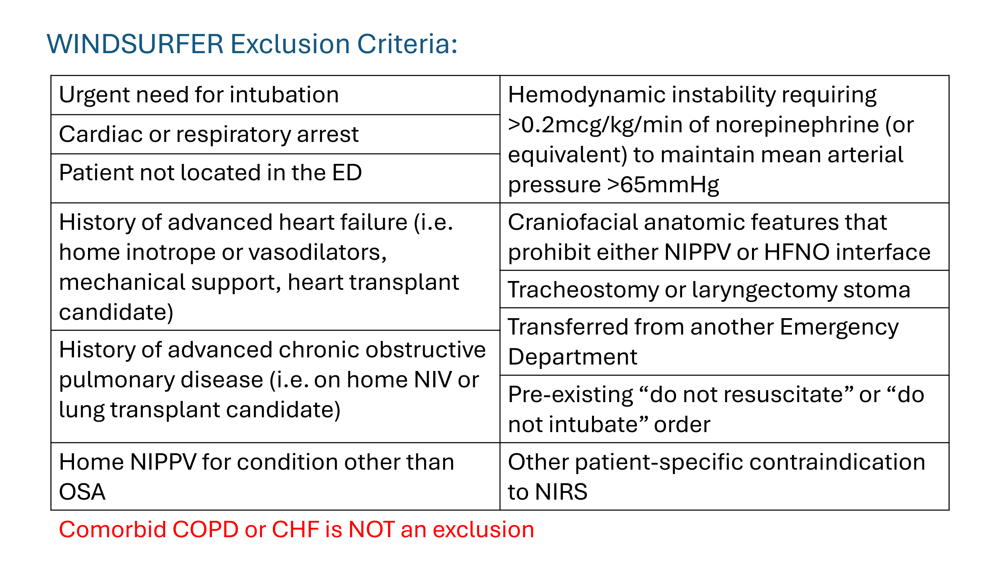 WINDSURFER Exclusion Criteria:
Urgent need for intubation
Cardiac or respiratory arrest
Patient not located in the ED
History of advanced heart failure (i.e.
home inotrope or vasodilators,
mechanical support, heart transplant
candidate)
History of advanced chronic obstructive
pulmonary disease (i.e. on home NIV or
lung transplant candidate)
Home NIPPV for condition other than
OSA
Hemodynamic instability requiring
>0.2mcg/kg/min of norepinephrine (or
equivalent) to maintain mean arterial
pressure >65mmHg
Craniofacial anatomic features that
prohibit either NIPPV or HFNO interface
Tracheostomy or laryngectomy stoma
Transferred from another Emergency
Department
Pre-existing “do not resuscitate” or “do
not intubate” order
Other patient-specific contraindication
to NIRS
Comorbid COPD or CHF is NOT an exclusion